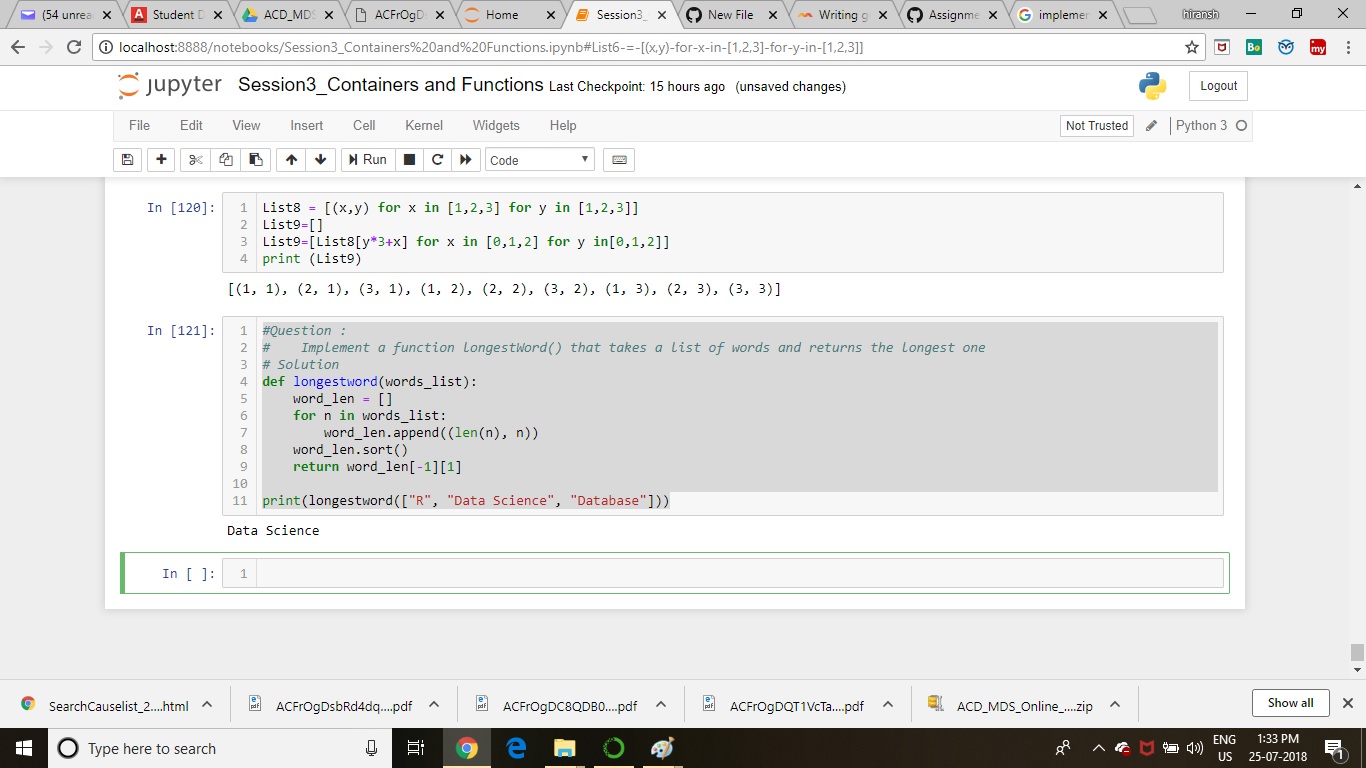 (54 unrea
Student D
ACD_MDS
ACFrOgD
Home
Session3_
New File
Writing g
Assignme
implemen
hiransh
localhost:8888/notebooks/Session3_Containers%20and%20Functions.ipynb#List6-=-[(x,y)-for-x-in-[1,2,3]-for-y-in-[1,2,3]]
jupyter Session3_Containers and Functions Last Checkpoint: 15 hours ago (unsaved changes) Logout
File Edit View Insert Cell Kernel Widgets Help Not Trusted Python 3
Run Code
In [120]:
1 List8 = [(x,y) for x in [1,2,3] for y in [1,2,3]]
2 List9=[]
3 List9=[List8[y*3+x] for x in [0,1,2] for y in[0,1,2]]
4 print (List9)
[(1, 1), (2, 1), (3, 1), (1, 2), (2, 2), (3, 2), (1, 3), (2, 3), (3, 3)]
In [121]:
1 #Question :
2 #    Implement a function longestWord() that takes a list of words and returns the longest one
3 # Solution
4 def longestword(words_list):
5     word_len = []
6     for n in words_list:
7         word_len.append((len(n), n))
8     word_len.sort()
9     return word_len[-1][1]
10
11 print(longestword(["R", "Data Science", "Database"]))
Data Science
In [ ]: 1
SearchCauselist_2....html
ACFrOgDsbRd4dq....pdf
ACFrOgDC8QDB0....pdf
ACFrOgDQT1VcTa....pdf
ACD_MDS_Online_....zip
Show all
Type here to search
ENG
US
1:33 PM
25-07-2018
1